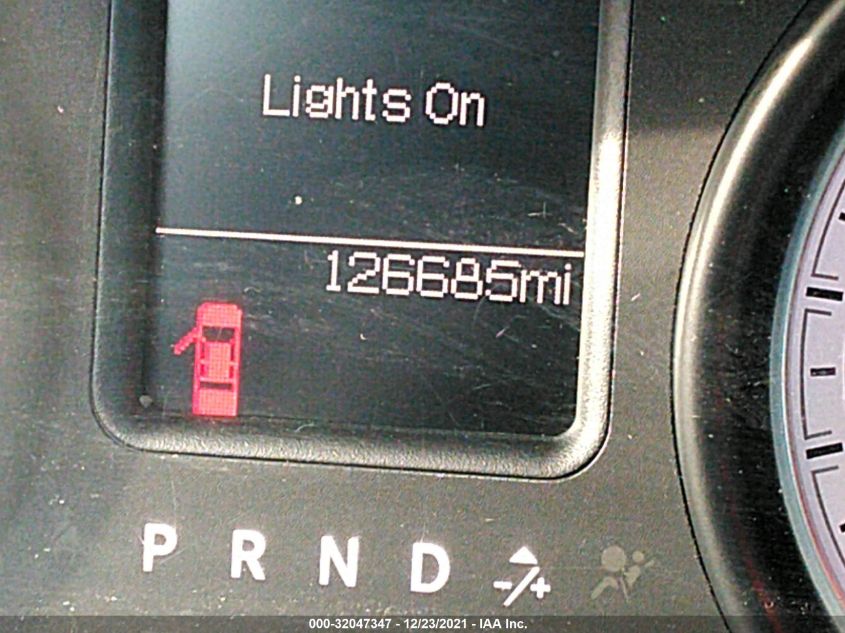 Lights On
126685mi
P R N D -/+
000-32047347 - 12/23/2021 - IAA Inc.